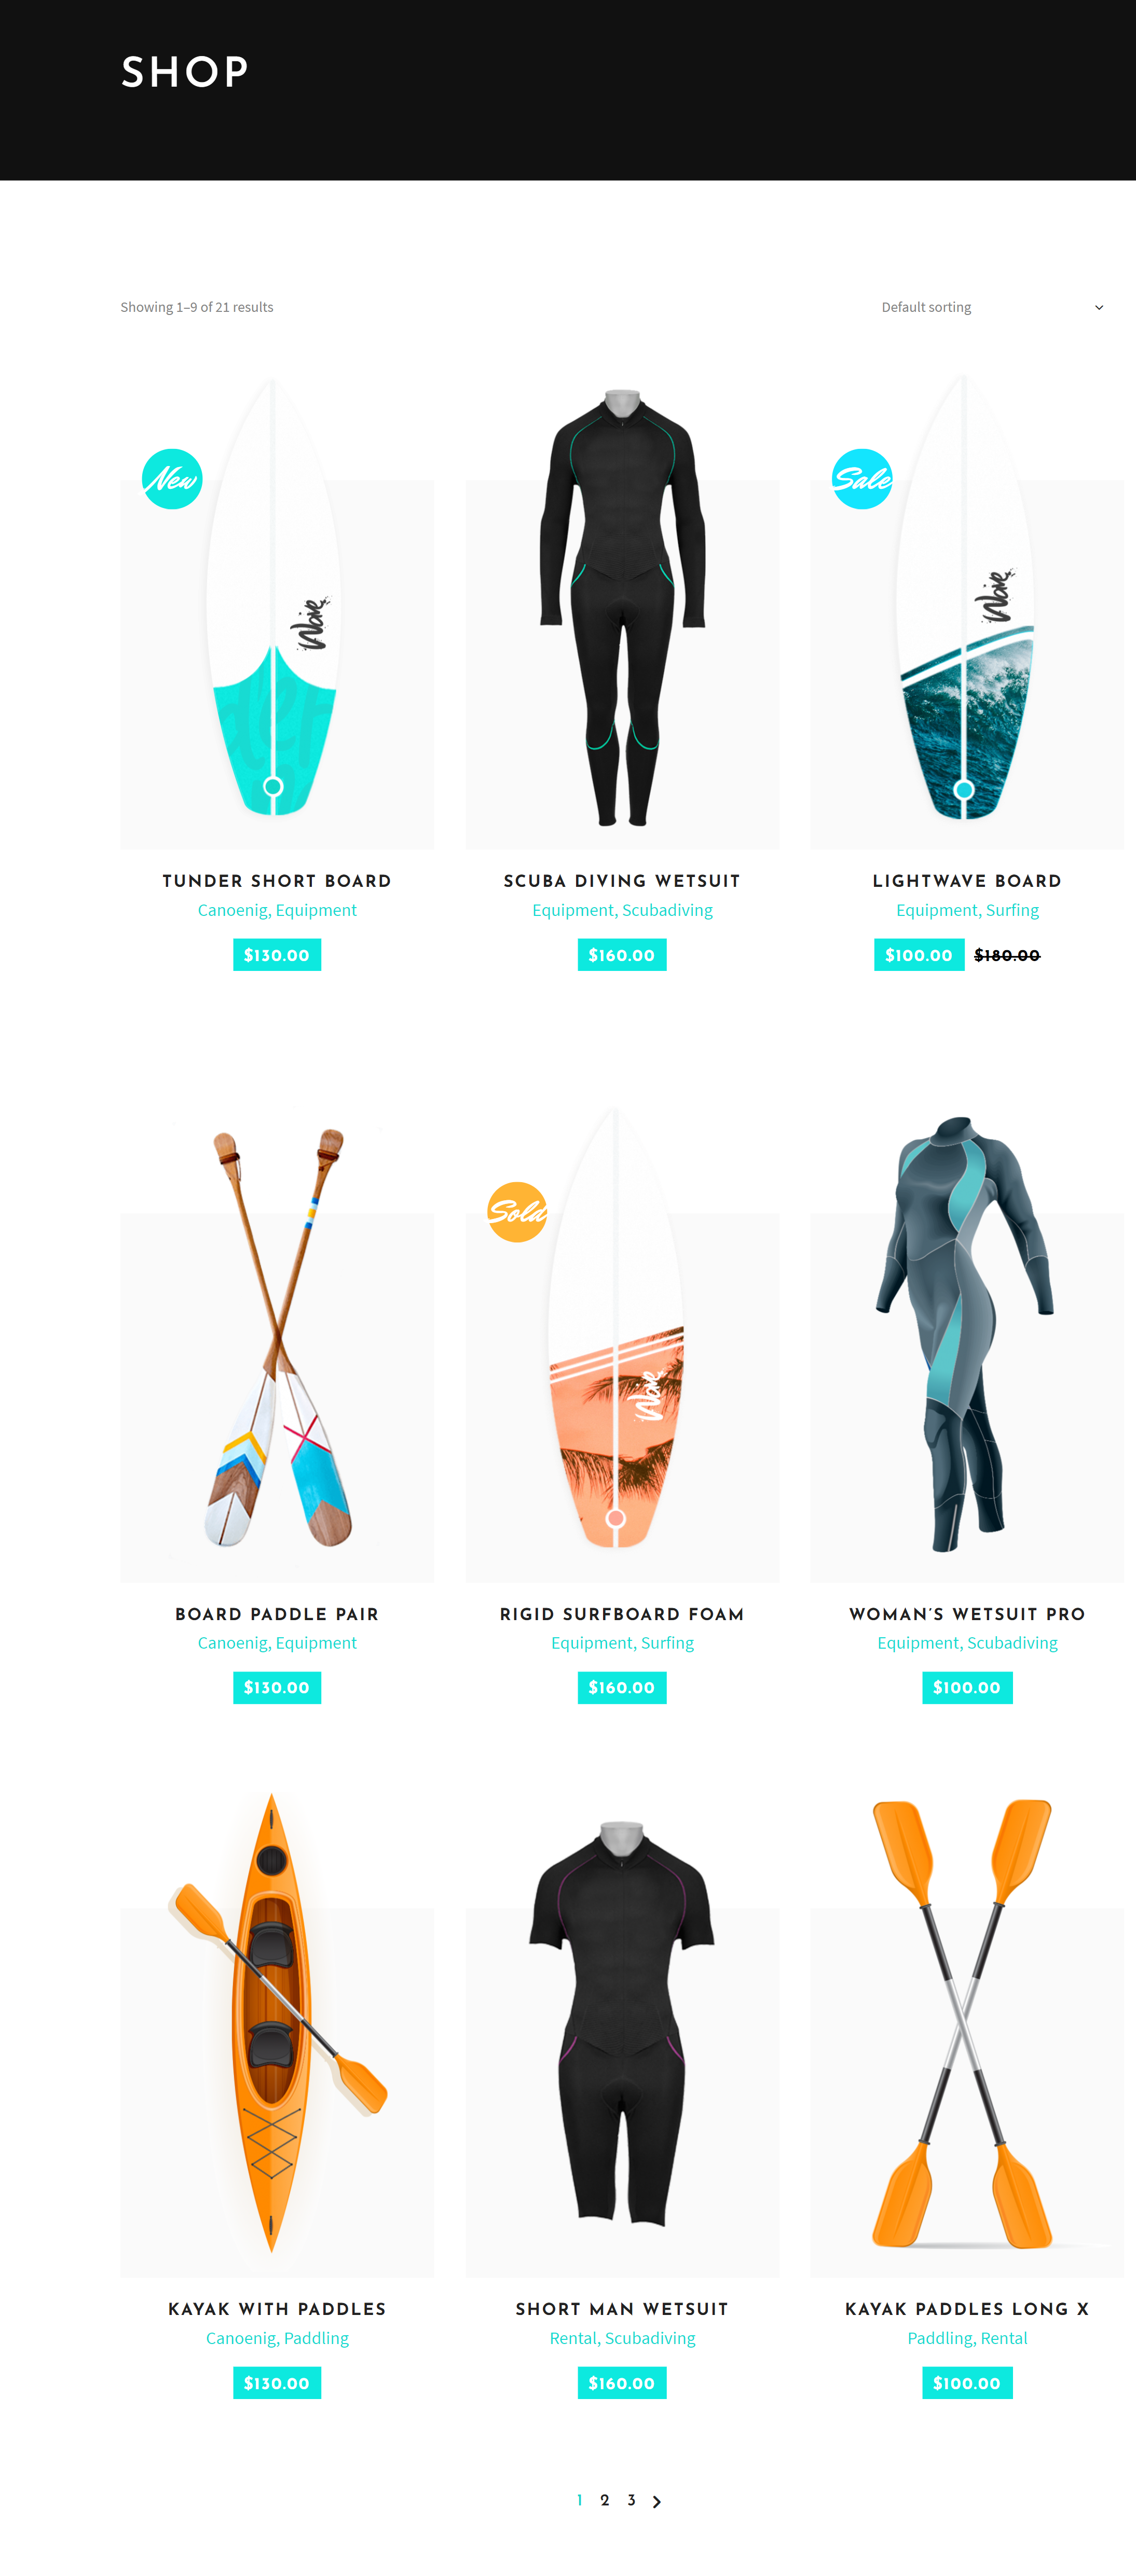 SHOP
Showing 1–9 of 21 results
Default sorting
New
Wave
TUNDER SHORT BOARD
Canoenig, Equipment
$130.00
SCUBA DIVING WETSUIT
Equipment, Scubadiving
$160.00
Sale
Wave
LIGHTWAVE BOARD
Equipment, Surfing
$100.00 $180.00
BOARD PADDLE PAIR
Canoenig, Equipment
$130.00
Sold
Wave
RIGID SURFBOARD FOAM
Equipment, Surfing
$160.00
WOMAN'S WETSUIT PRO
Equipment, Scubadiving
$100.00
KAYAK WITH PADDLES
Canoenig, Paddling
$130.00
SHORT MAN WETSUIT
Rental, Scubadiving
$160.00
KAYAK PADDLES LONG X
Paddling, Rental
$100.00
1 2 3